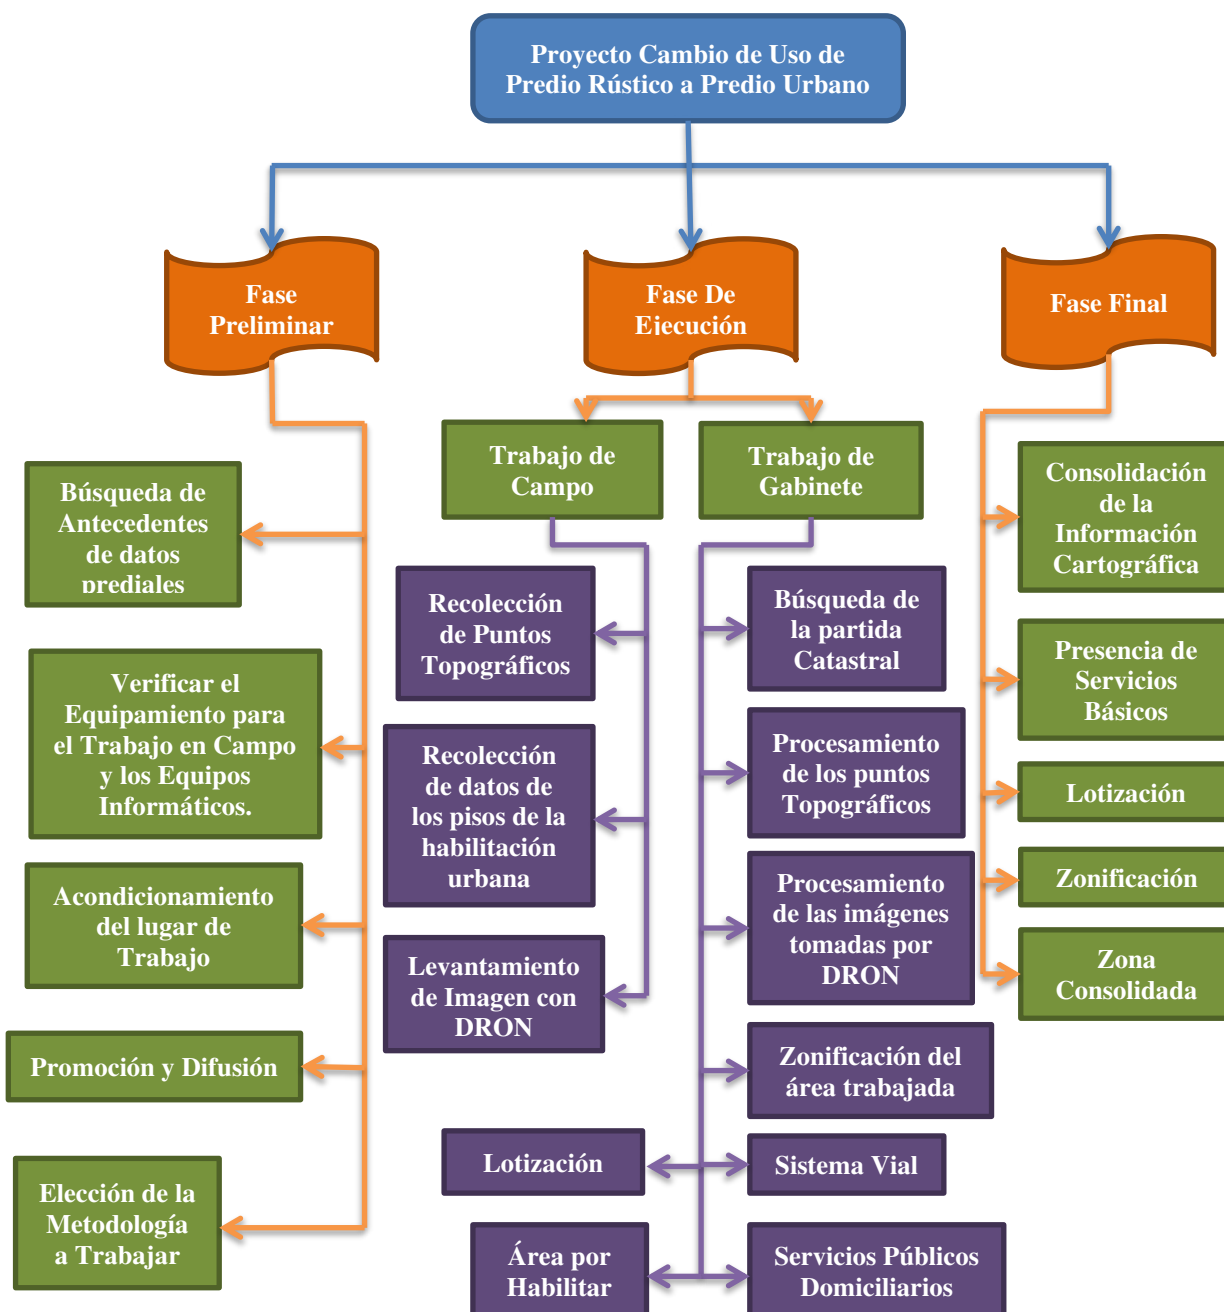 Proyecto Cambio de Uso de
Predio Rústico a Predio Urbano
Fase
Preliminar
Fase De
Ejecución
Fase Final
Búsqueda de
Antecedentes
de datos
prediales
Verificar el
Equipamiento para
el Trabajo en Campo
y los Equipos
Informáticos.
Acondicionamiento
del lugar de
Trabajo
Promoción y Difusión
Elección de la
Metodología
a Trabajar
Trabajo de
Campo
Recolección
de Puntos
Topográficos
Recolección
de datos de
los pisos de la
habilitación
urbana
Levantamiento
de Imagen con
DRON
Trabajo de
Gabinete
Búsqueda de
la partida
Catastral
Procesamiento
de los puntos
Topográficos
Procesamiento
de las imágenes
tomadas por
DRON
Zonificación del
área trabajada
Lotización
Sistema Vial
Área por
Habilitar
Servicios Públicos
Domiciliarios
Consolidación
de la
Información
Cartográfica
Presencia de
Servicios
Básicos
Lotización
Zonificación
Zona
Consolidada